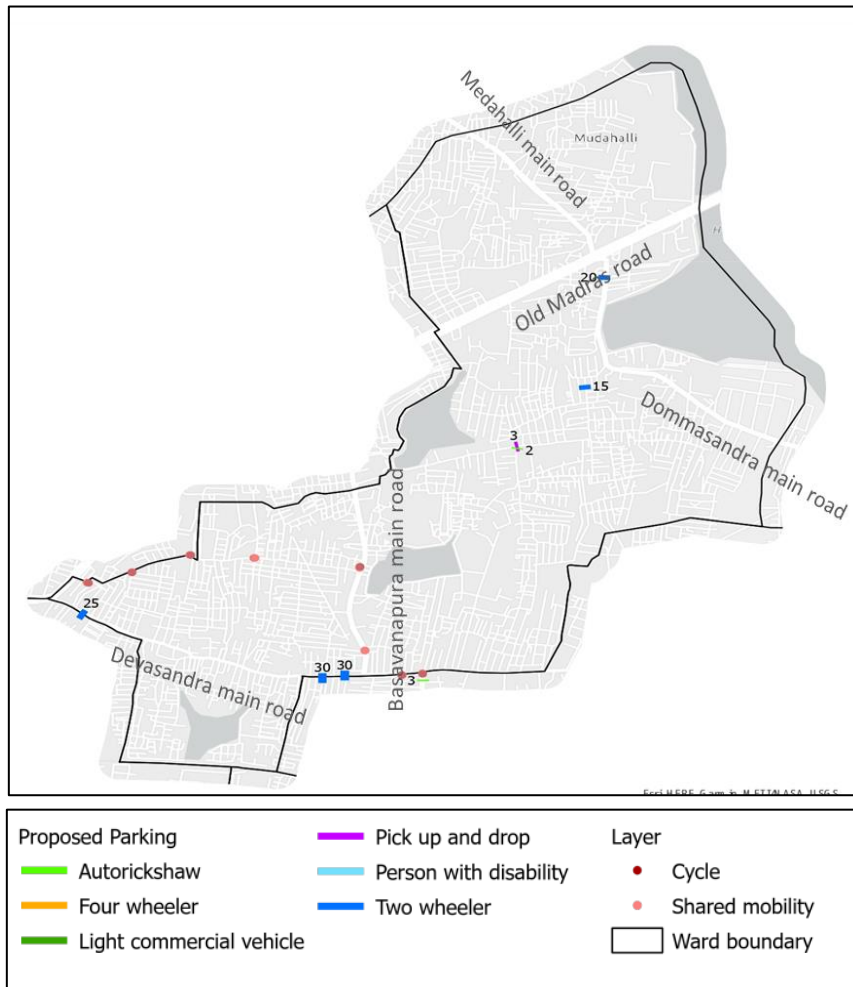 Medahalli main road
Mudahalli
H
20
Old Madras road
15
Dommasandra main road
3
2
Basavanapura main road
25
Devasandra main road
30
30
3
Proposed Parking
Autorickshaw
Four wheeler
Light commercial vehicle
Pick up and drop
Person with disability
Two wheeler
Layer
Cycle
Shared mobility
Ward boundary